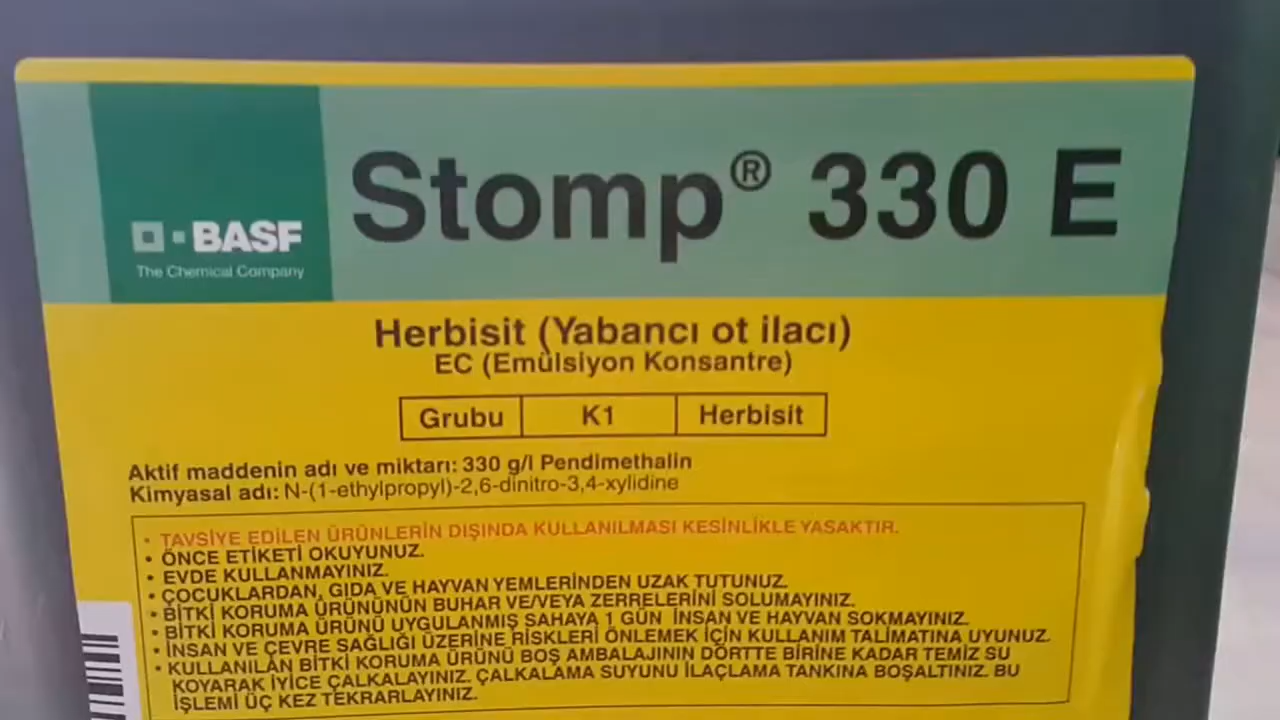 Stomp® 330 E
BASF
The Chemical Company
Herbisit (Yabancı ot ilacı)
EC (Emülsiyon Konsantre)
Grubu K1 Herbisit
Aktif maddenin adı ve miktarı: 330 g/l Pendimethalin
Kimyasal adı: N-(1-ethylpropyl)-2,6-dinitro-3,4-xylidine
• TAVSİYE EDİLEN ÜRÜNLERİN DIŞINDA KULLANILMASI KESİNLİKLE YASAKTIR.
• ÖNCE ETİKETİ OKUYUNUZ.
• EVDE KULLANMAYINIZ.
• ÇOCUKLARDAN, GIDA VE HAYVAN YEMLERİNDEN UZAK TUTUNUZ.
• BİTKİ KORUMA ÜRÜNÜNÜN BUHAR VE/VEYA ZERRELERİNİ SOLUMAYINIZ.
• BİTKİ KORUMA ÜRÜNÜ UYGULANMIŞ SAHAYA 1 GÜN İNSAN VE HAYVAN SOKMAYINIZ.
• İNSAN VE ÇEVRE SAĞLIĞI ÜZERİNE RİSKLERİ ÖNLEMEK İÇİN KULLANIM TALİMATINA UYUNUZ.
• KULLANILAN BİTKİ KORUMA ÜRÜNÜ BOŞ AMBALAJININ DÖRTTE BİRİNE KADAR TEMİZ SU
KOYARAK İYİCE ÇALKALAYINIZ. ÇALKALAMA SUYUNU İLAÇLAMA TANKINA BOŞALTINIZ. BU
İŞLEMİ ÜÇ KEZ TEKRARLAYINIZ.